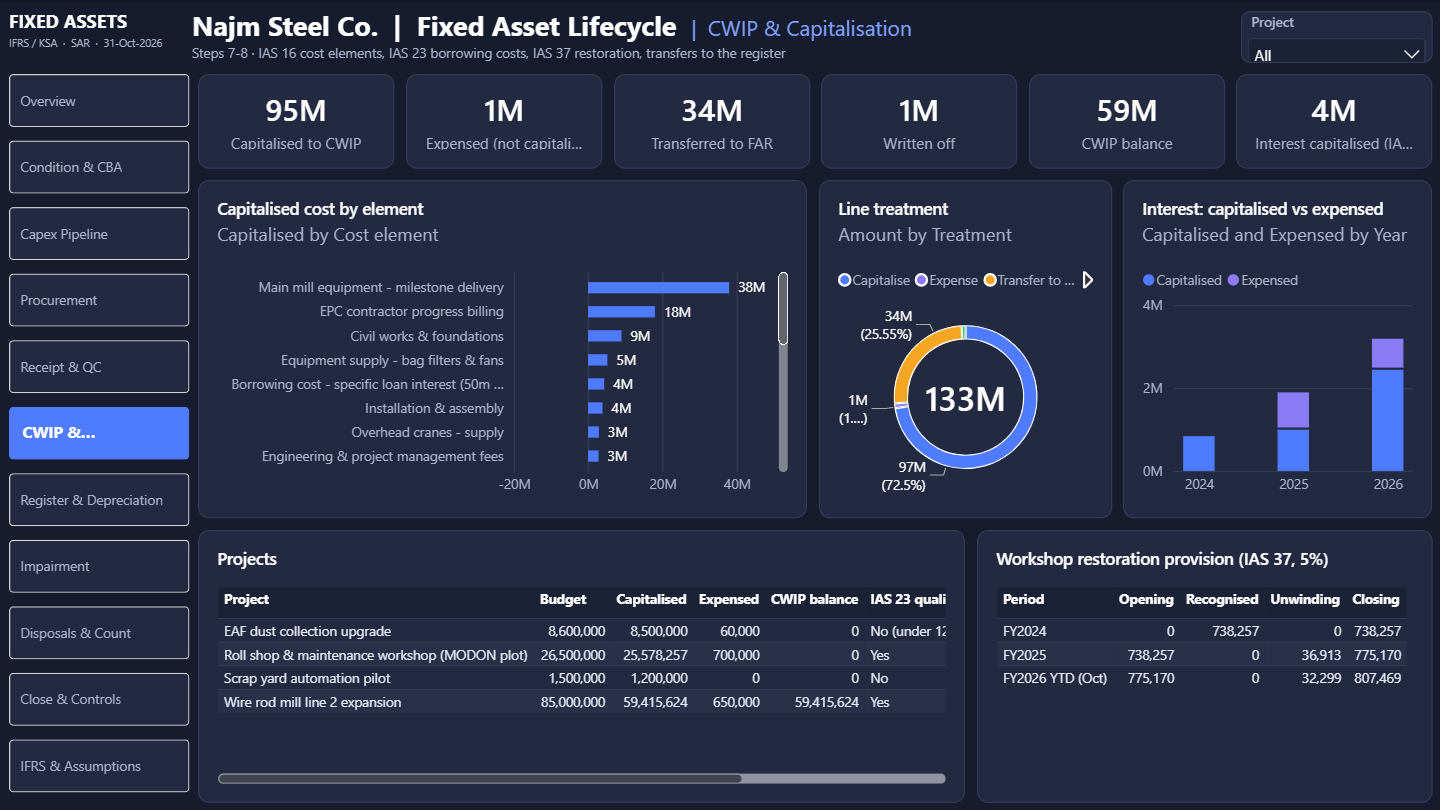 FIXED ASSETS
IFRS / KSA · SAR · 31-Oct-2026
Najm Steel Co. | Fixed Asset Lifecycle | CWIP & Capitalisation
Steps 7-8 · IAS 16 cost elements, IAS 23 borrowing costs, IAS 37 restoration, transfers to the register
Project
All
Overview
Condition & CBA
Capex Pipeline
Procurement
Receipt & QC
CWIP &...
Register & Depreciation
Impairment
Disposals & Count
Close & Controls
IFRS & Assumptions
95M
Capitalised to CWIP
1M
Expensed (not capitali...
34M
Transferred to FAR
1M
Written off
59M
CWIP balance
4M
Interest capitalised (IA...
Capitalised cost by element
Capitalised by Cost element
Main mill equipment - milestone delivery 38M
EPC contractor progress billing 18M
Civil works & foundations 9M
Equipment supply - bag filters & fans 5M
Borrowing cost - specific loan interest (50m ... 4M
Installation & assembly 4M
Overhead cranes - supply 3M
Engineering & project management fees 3M
-20M 0M 20M 40M
Line treatment
Amount by Treatment
Capitalise Expense Transfer to ...
34M
(25.55%)
1M
(1....)
133M
97M
(72.5%)
Interest: capitalised vs expensed
Capitalised and Expensed by Year
Capitalised Expensed
4M
2M
0M
2024 2025 2026
Projects
Project Budget Capitalised Expensed CWIP balance IAS 23 quali
EAF dust collection upgrade 8,600,000 8,500,000 60,000 0 No (under 12
Roll shop & maintenance workshop (MODON plot) 26,500,000 25,578,257 700,000 0 Yes
Scrap yard automation pilot 1,500,000 1,200,000 0 0 No
Wire rod mill line 2 expansion 85,000,000 59,415,624 650,000 59,415,624 Yes
Workshop restoration provision (IAS 37, 5%)
Period Opening Recognised Unwinding Closing
FY2024 0 738,257 0 738,257
FY2025 738,257 0 36,913 775,170
FY2026 YTD (Oct) 775,170 0 32,299 807,469